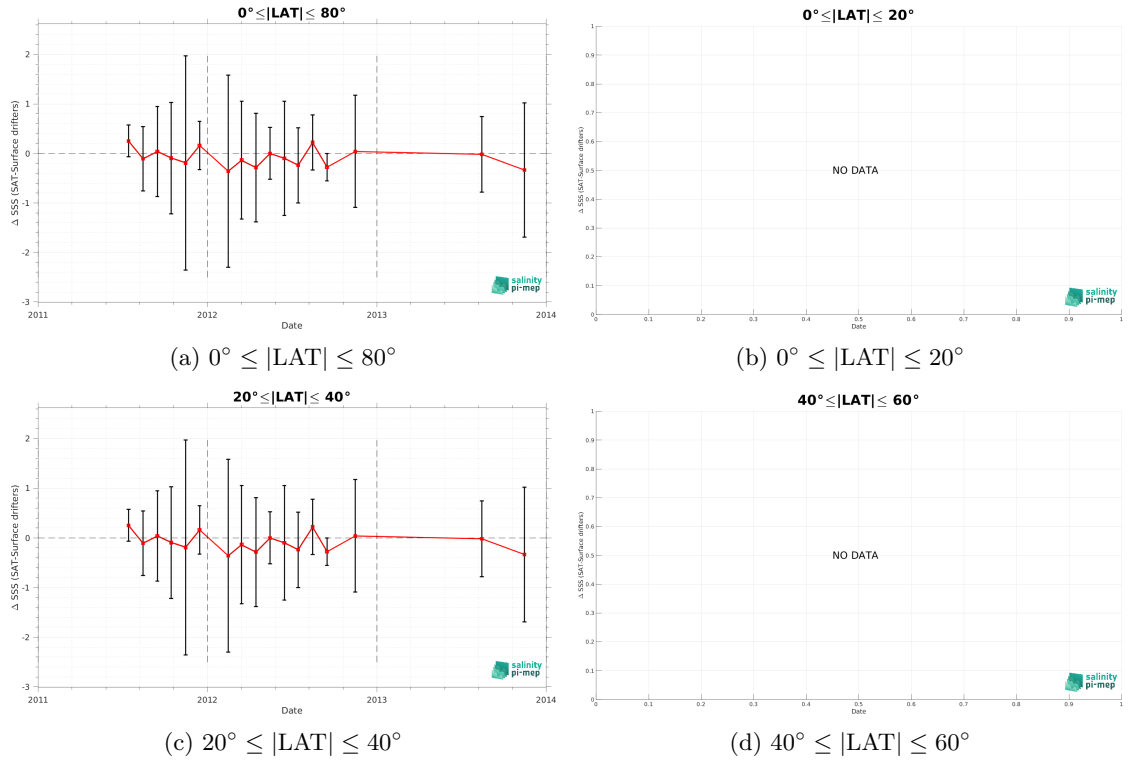 0°≤|LAT|≤ 80°
Δ SSS (SAT-Surface drifters)
2
1
0
-1
-2
-3
2011
2012
2013
2014
Date
salinity
pi-mep
(a) 0° ≤ |LAT| ≤ 80°
0°≤|LAT|≤ 20°
Δ SSS (SAT-Surface drifters)
1
0.9
0.8
0.7
0.6
0.5
0.4
0.3
0.2
0.1
0
NO DATA
0
0.1
0.2
0.3
0.4
0.5
0.6
0.7
0.8
0.9
1
Date
salinity
pi-mep
(b) 0° ≤ |LAT| ≤ 20°
20°≤|LAT|≤ 40°
Δ SSS (SAT-Surface drifters)
2
1
0
-1
-2
-3
2011
2012
2013
2014
Date
salinity
pi-mep
(c) 20° ≤ |LAT| ≤ 40°
40°≤|LAT|≤ 60°
Δ SSS (SAT-Surface drifters)
1
0.9
0.8
0.7
0.6
0.5
0.4
0.3
0.2
0.1
0
NO DATA
0
0.1
0.2
0.3
0.4
0.5
0.6
0.7
0.8
0.9
1
Date
salinity
pi-mep
(d) 40° ≤ |LAT| ≤ 60°